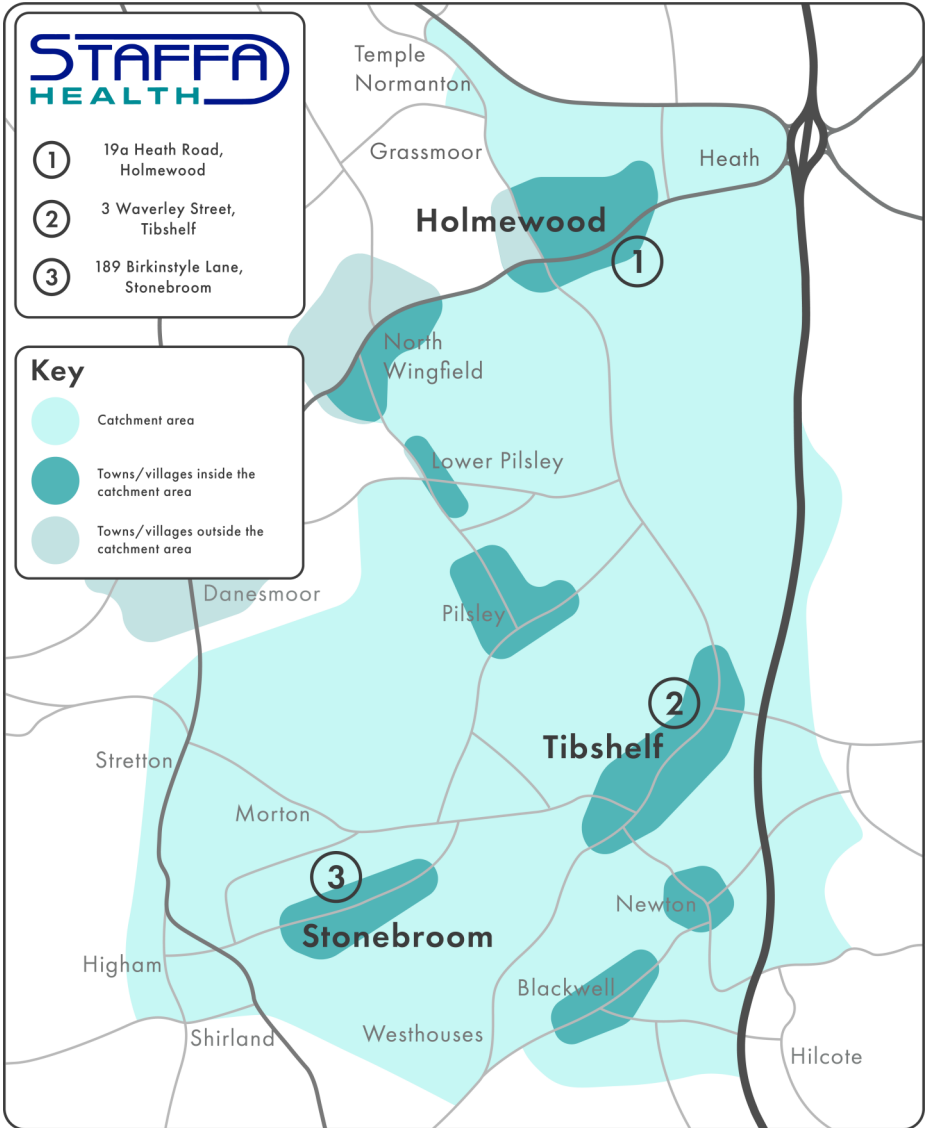 STAFFA
HEALTH
1
19a Heath Road,
Holmewood
2
3 Waverley Street,
Tibshelf
3
189 Birkinstyle Lane,
Stonebroom
Key
Catchment area
Towns/villages inside the
catchment area
Towns/villages outside the
catchment area
Temple
Normanton
Grassmoor
Heath
Holmewood
1
North
Wingfield
Lower Pilsley
Danesmoor
Pilsley
2
Tibshelf
Stretton
Morton
3
Stonebroom
Newton
Higham
Blackwell
Shirland
Westhouses
Hilcote